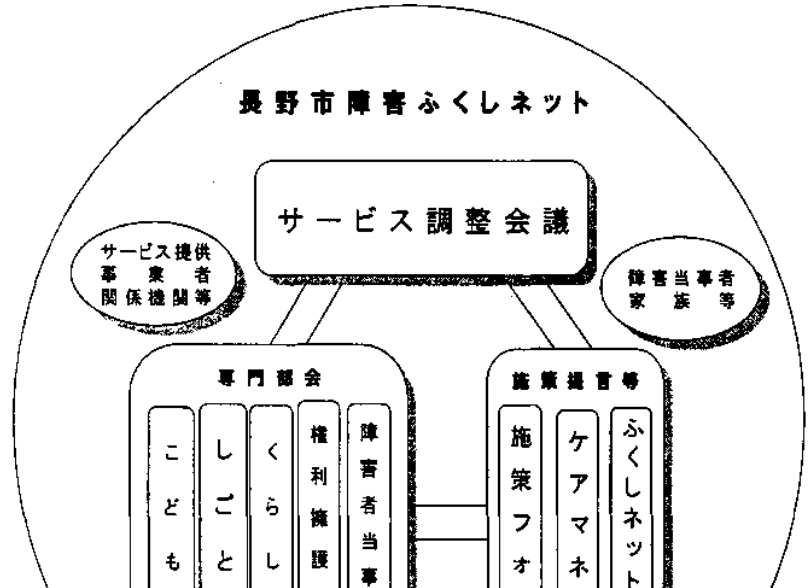 長野市障害ふくしネット
サービス調整会議
サービス提供
事業者
関係機関等
障害当事者
家族等
専門部会
こども
しごと
くらし
権利擁護
障害者当事
施策提言等
施策フォ
ケアマネ
ふくしネット